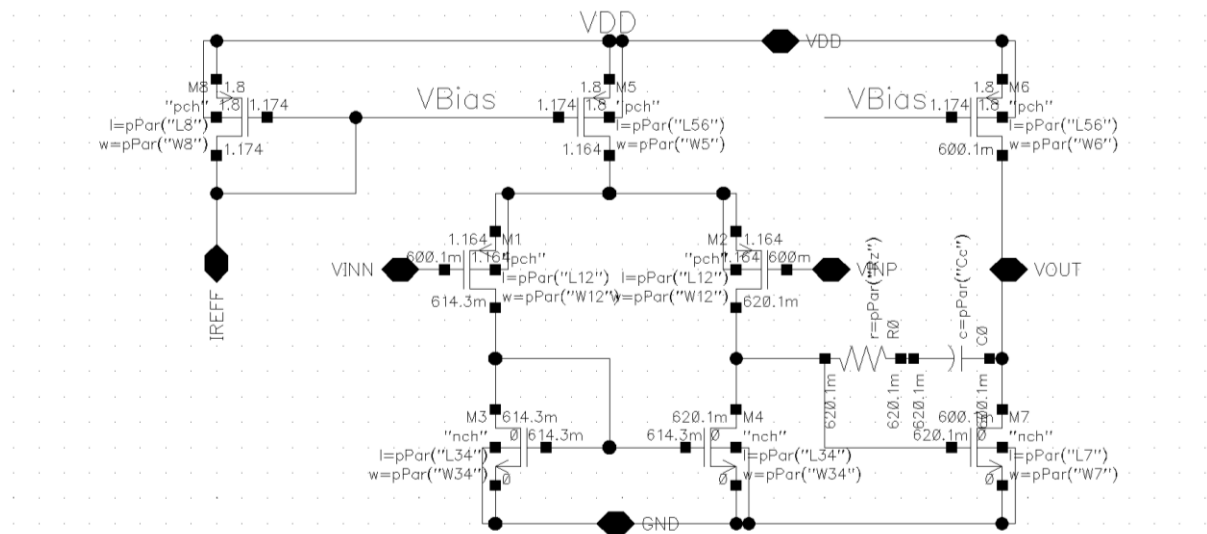 VDD
VDD
M8
1.8
"pch"
1.8
1.174
l=pPar("L8")
w=pPar("W8")
1.174
VBias
1.8
M5
1.174
1.8
"pch"
l=pPar("L56")
w=pPar("W5")
1.164
VBias
1.8
M6
1.174
1.8
"pch"
l=pPar("L56")
w=pPar("W6")
600.1m
IREFF
VINN
1.164
M1
600.1m
1.164
"pch"
l=pPar("L12")
w=pPar("W12")
614.3m
M2
1.164
"pch"
1.164
600m
l=pPar("L12")
w=pPar("W12")
620.1m
VINP
VOUT
r=pPar("Rz")
R0
c=pPar("Cc")
C0
620.1m
620.1m
620.1m
600.1m
M3
614.3m
"nch"
0
614.3m
l=pPar("L34")
w=pPar("W34")
0
620.1m
M4
614.3m
0
"nch"
l=pPar("L34")
w=pPar("W34")
0
600.1m
M7
620.1m
0
"nch"
l=pPar("L7")
w=pPar("W7")
0
GND